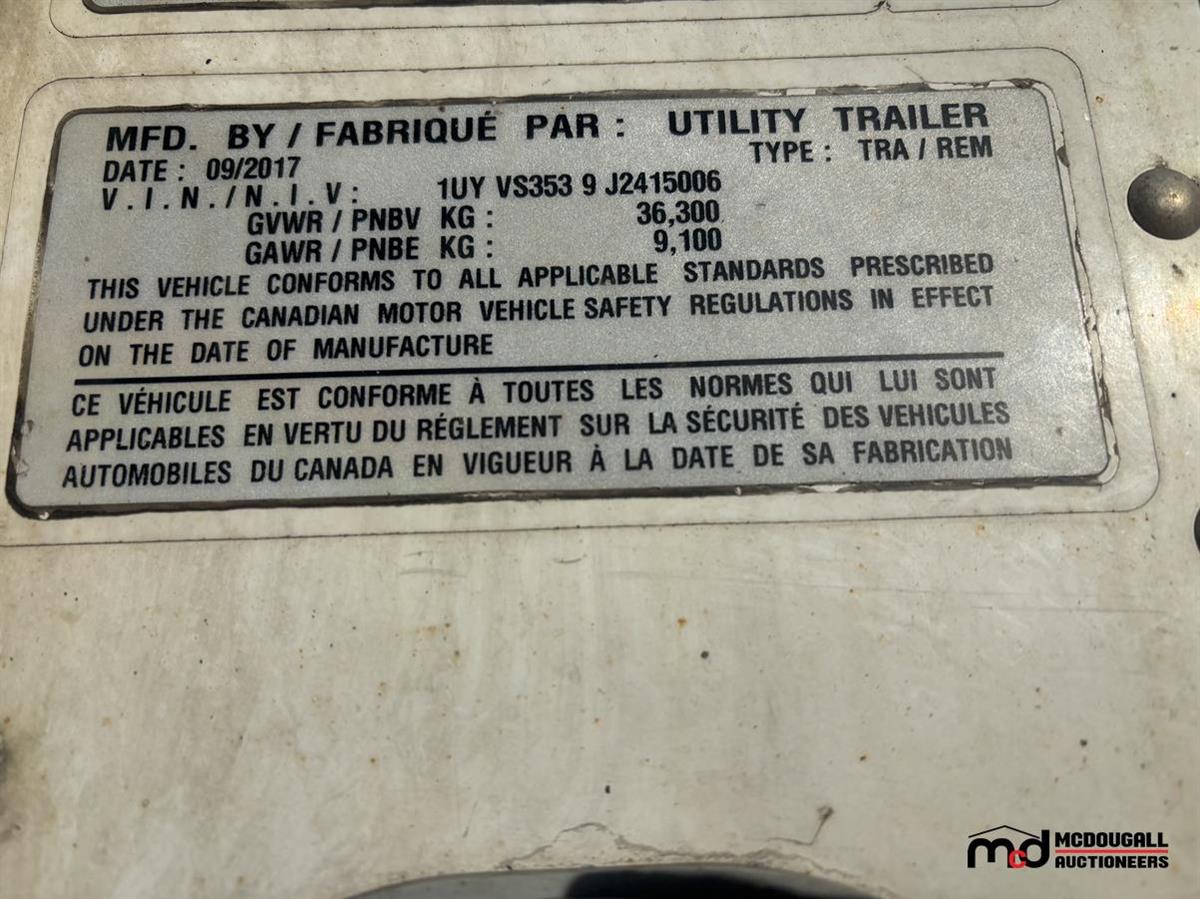 MFD. BY / FABRIQUÉ PAR : UTILITY TRAILER
DATE : 09/2017 TYPE : TRA / REM
V.I.N./N.I.V: 1UY VS353 9 J2415006
GVWR / PNBV KG : 36,300
GAWR / PNBE KG : 9,100
THIS VEHICLE CONFORMS TO ALL APPLICABLE STANDARDS PRESCRIBED
UNDER THE CANADIAN MOTOR VEHICLE SAFETY REGULATIONS IN EFFECT
ON THE DATE OF MANUFACTURE
CE VÉHICULE EST CONFORME À TOUTES LES NORMES QUI LUI SONT
APPLICABLES EN VERTU DU RÉGLEMENT SUR LA SÉCURITÉ DES VEHICULES
AUTOMOBILES DU CANADA EN VIGUEUR À LA DATE DE SA FABRICATION
mcd MCDOUGALL
AUCTIONEERS